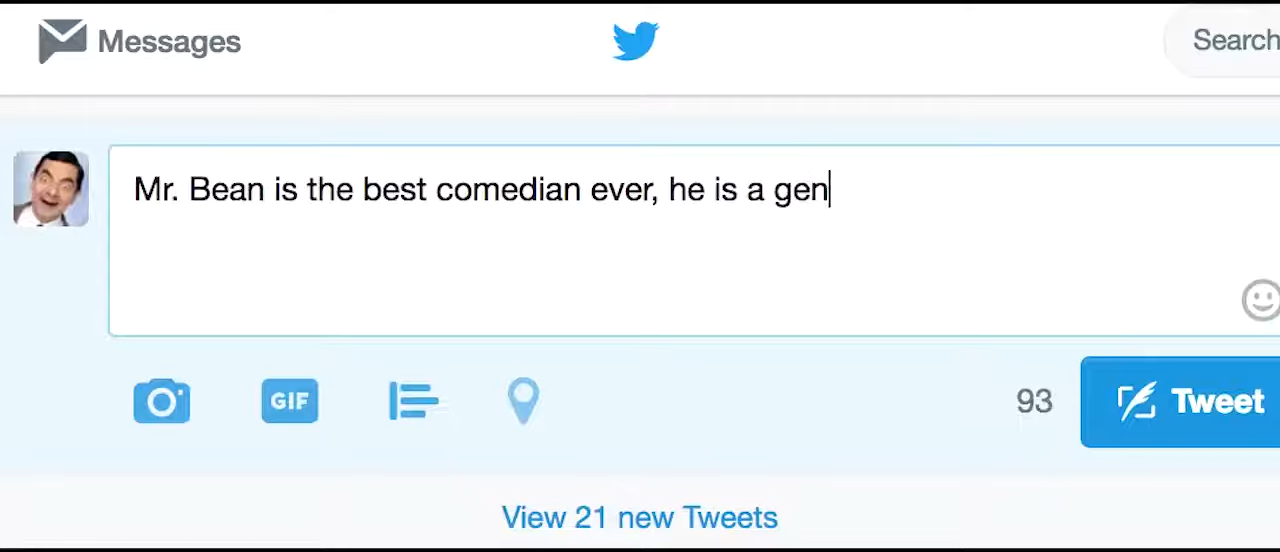 Messages
Search
Mr. Bean is the best comedian ever, he is a gen
GIF
93
Tweet
View 21 new Tweets